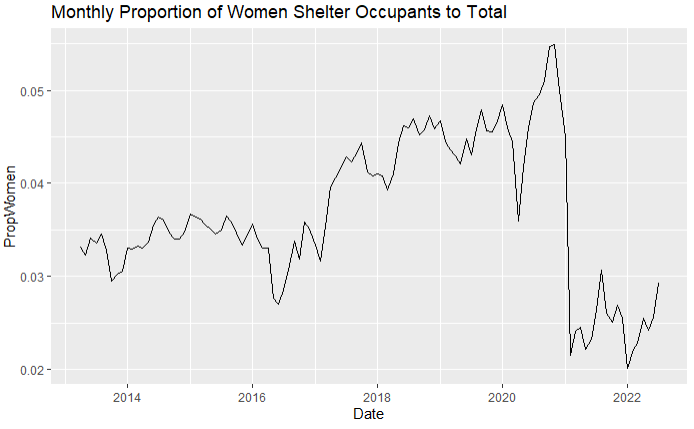 Monthly Proportion of Women Shelter Occupants to Total
PropWomen
0.05
0.04
0.03
0.02
2014 2016 2018 2020 2022
Date